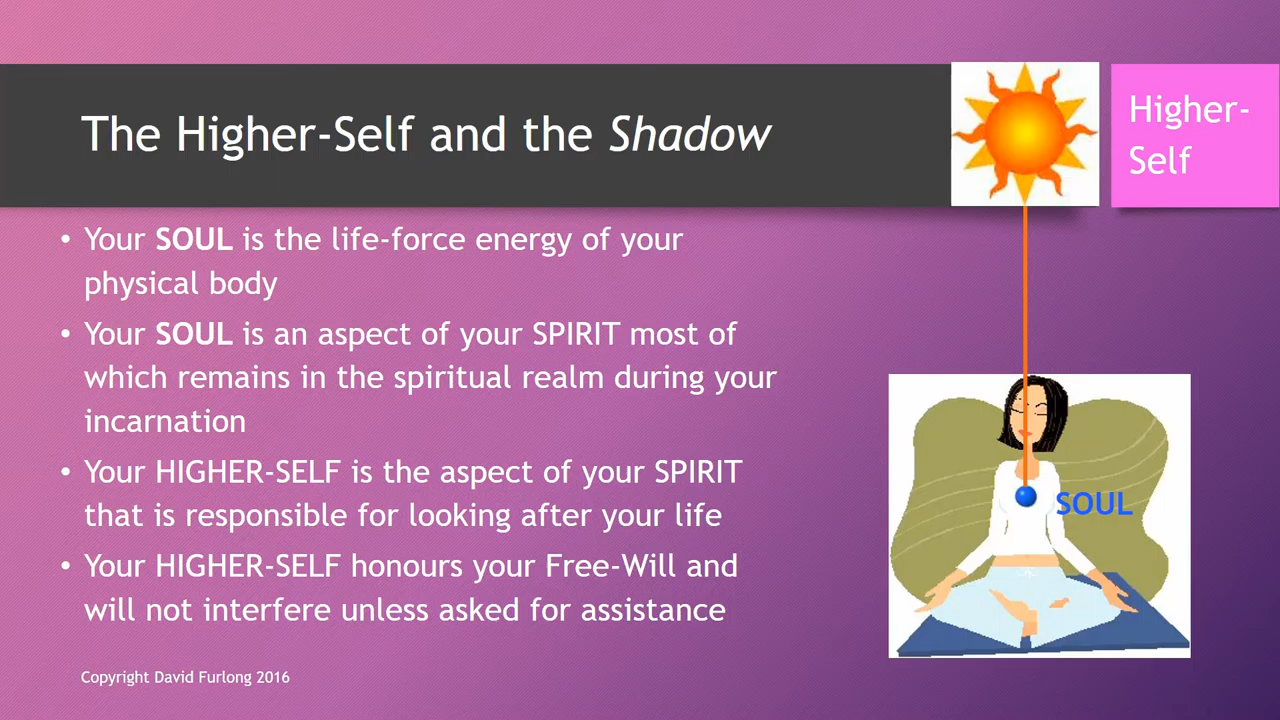 The Higher-Self and the Shadow
Higher-
Self
• Your SOUL is the life-force energy of your
physical body
• Your SOUL is an aspect of your SPIRIT most of
which remains in the spiritual realm during your
incarnation
• Your HIGHER-SELF is the aspect of your SPIRIT
that is responsible for looking after your life
• Your HIGHER-SELF honours your Free-Will and
will not interfere unless asked for assistance
SOUL
Copyright David Furlong 2016